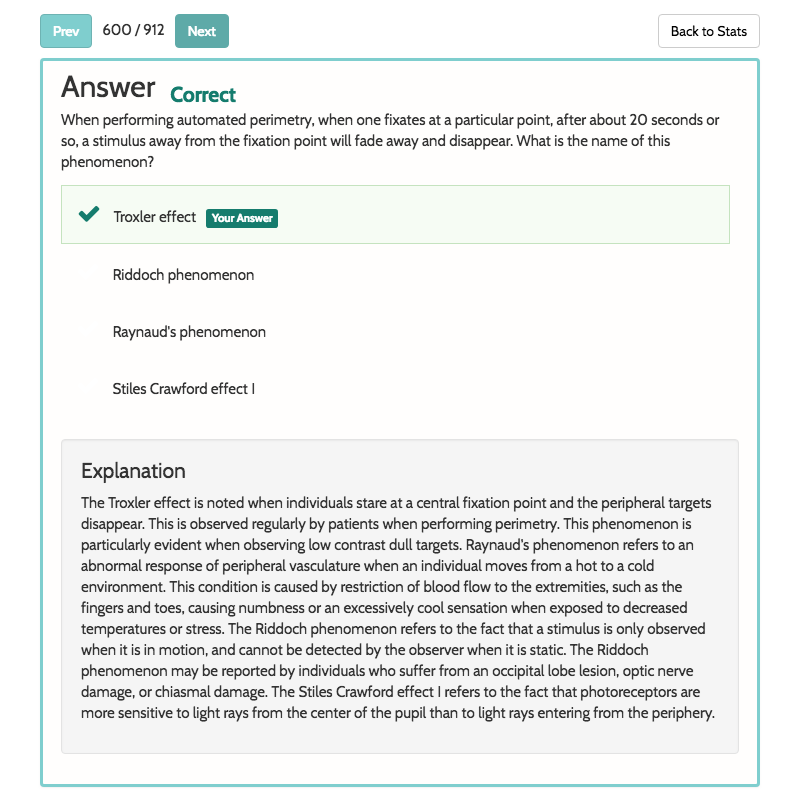 Prev 600 / 912 Next Back to Stats
Answer Correct
When performing automated perimetry, when one fixates at a particular point, after about 20 seconds or
so, a stimulus away from the fixation point will fade away and disappear. What is the name of this
phenomenon?
Troxler effect Your Answer
Riddoch phenomenon
Raynaud's phenomenon
Stiles Crawford effect I
Explanation
The Troxler effect is noted when individuals stare at a central fixation point and the peripheral targets
disappear. This is observed regularly by patients when performing perimetry. This phenomenon is
particularly evident when observing low contrast dull targets. Raynaud's phenomenon refers to an
abnormal response of peripheral vasculature when an individual moves from a hot to a cold
environment. This condition is caused by restriction of blood flow to the extremities, such as the
fingers and toes, causing numbness or an excessively cool sensation when exposed to decreased
temperatures or stress. The Riddoch phenomenon refers to the fact that a stimulus is only observed
when it is in motion, and cannot be detected by the observer when it is static. The Riddoch
phenomenon may be reported by individuals who suffer from an occipital lobe lesion, optic nerve
damage, or chiasmal damage. The Stiles Crawford effect I refers to the fact that photoreceptors are
more sensitive to light rays from the center of the pupil than to light rays entering from the periphery.